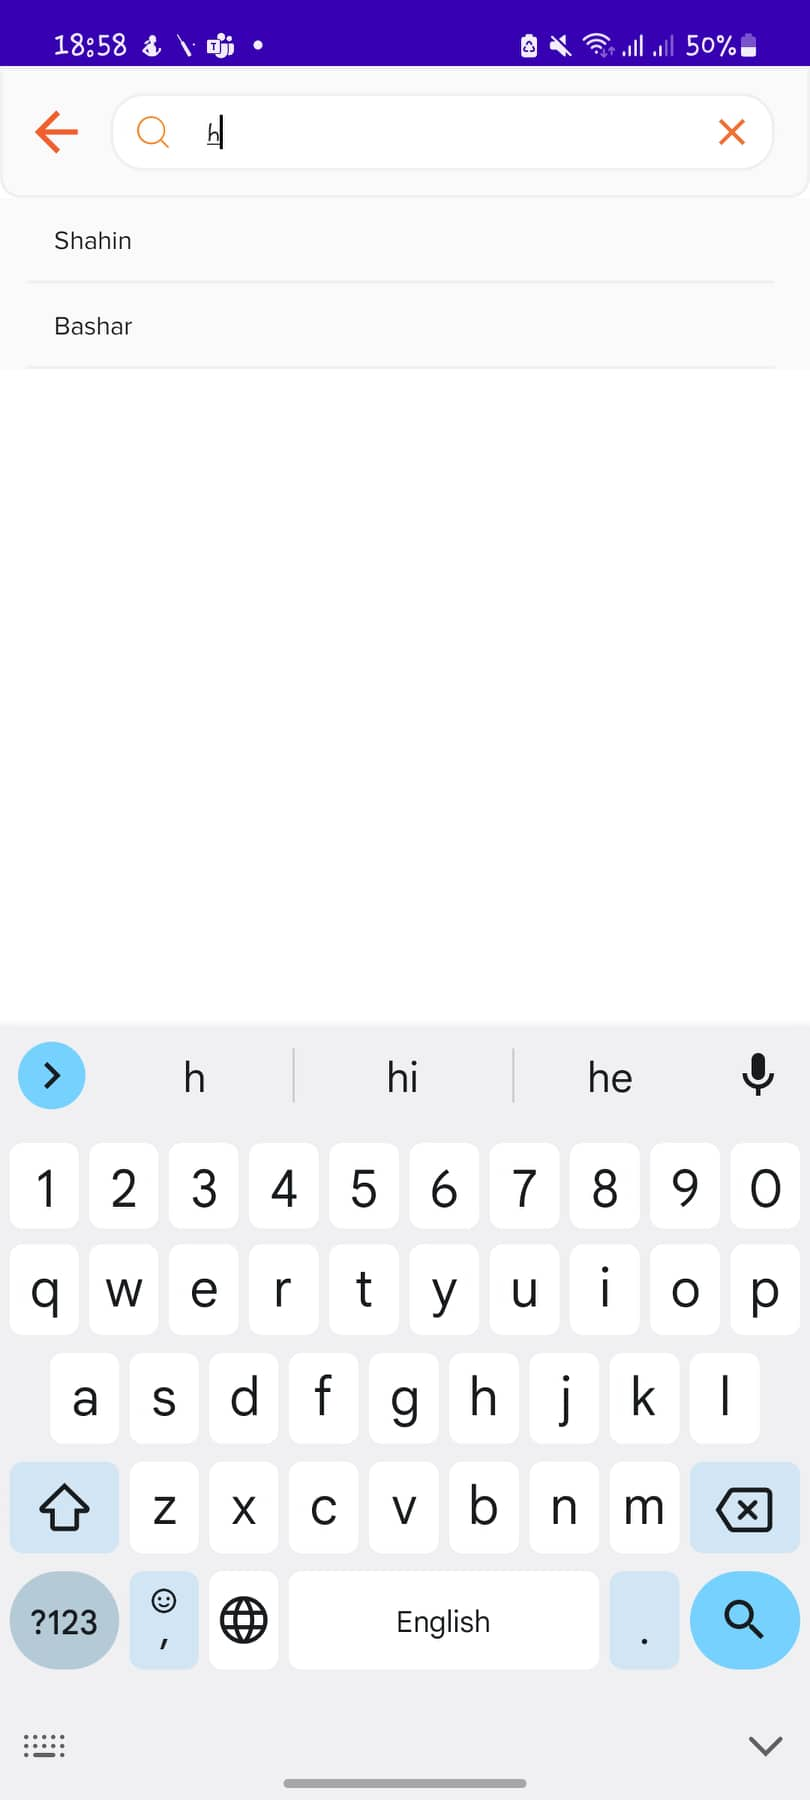 18:58 50%
h
Shahin
Bashar
h hi he
1 2 3 4 5 6 7 8 9 0
q w e r t y u i o p
a s d f g h j k l
z x c v b n m
?123 , English .